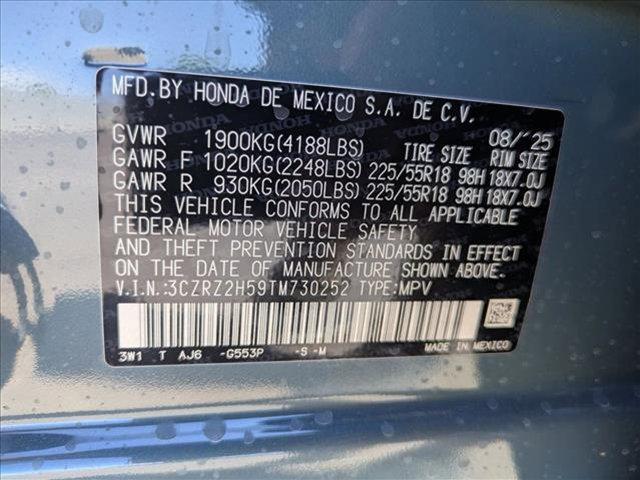 MFD. BY HONDA DE MEXICO S.A. DE C.V.
08/'25
GVWR 1900KG(4188LBS) TIRE SIZE RIM SIZE
GAWR F 1020KG(2248LBS) 225/55R18 98H 18X7.0J
GAWR R 930KG(2050LBS) 225/55R18 98H 18X7.0J
THIS VEHICLE CONFORMS TO ALL APPLICABLE
FEDERAL MOTOR VEHICLE SAFETY
AND THEFT PREVENTION STANDARDS IN EFFECT
ON THE DATE OF MANUFACTURE SHOWN ABOVE.
V.I.N.:3CZRZ2H59TM730252 TYPE:MPV
3W1 T AJ6 -G553P -S -M MADE IN MEXICO